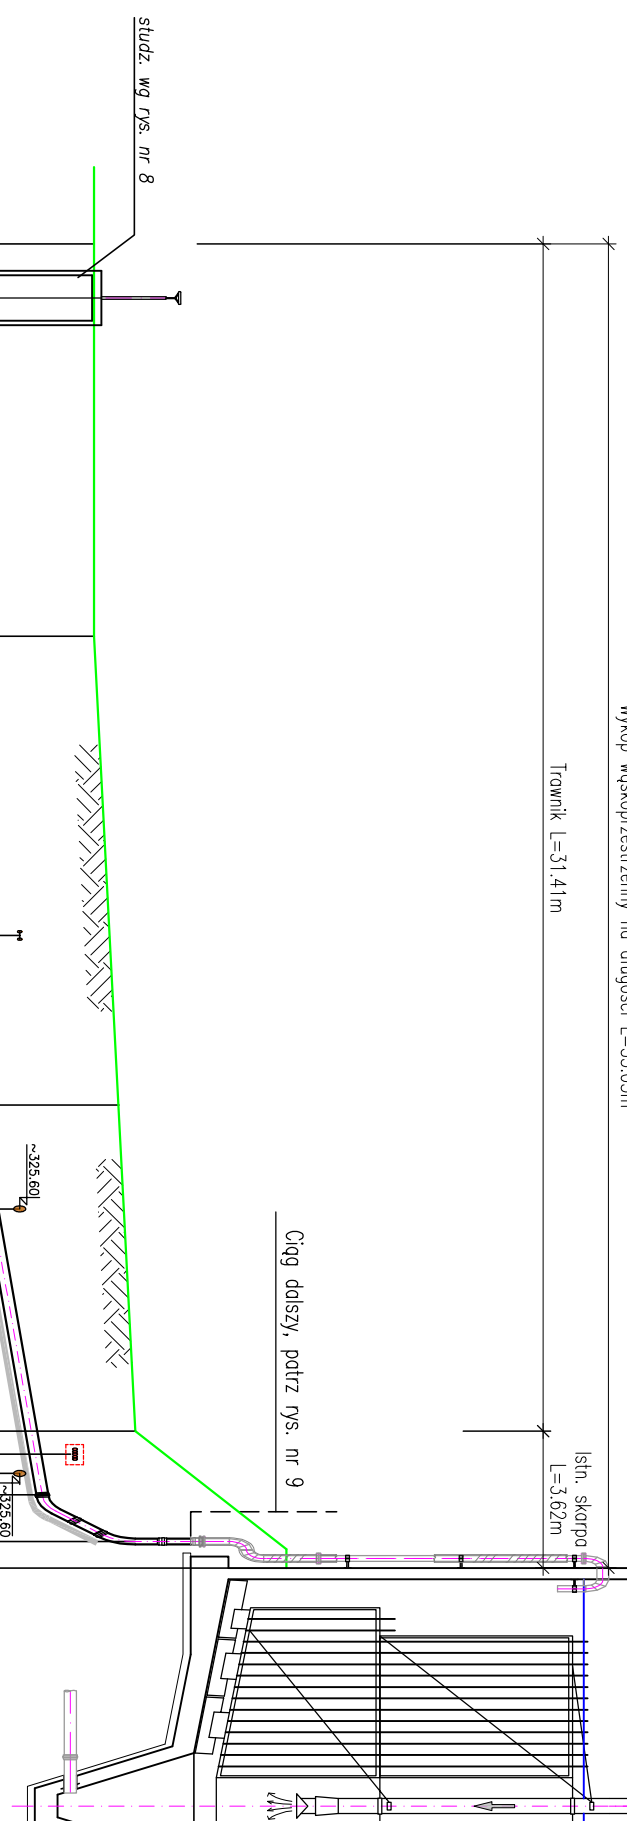 studz. wg rys. nr 8
Trawnik L=31.41m
Istn. skarpa
L=3.62m
Ciąg dalszy, patrz rys. nr 9
~325.60
~325.60